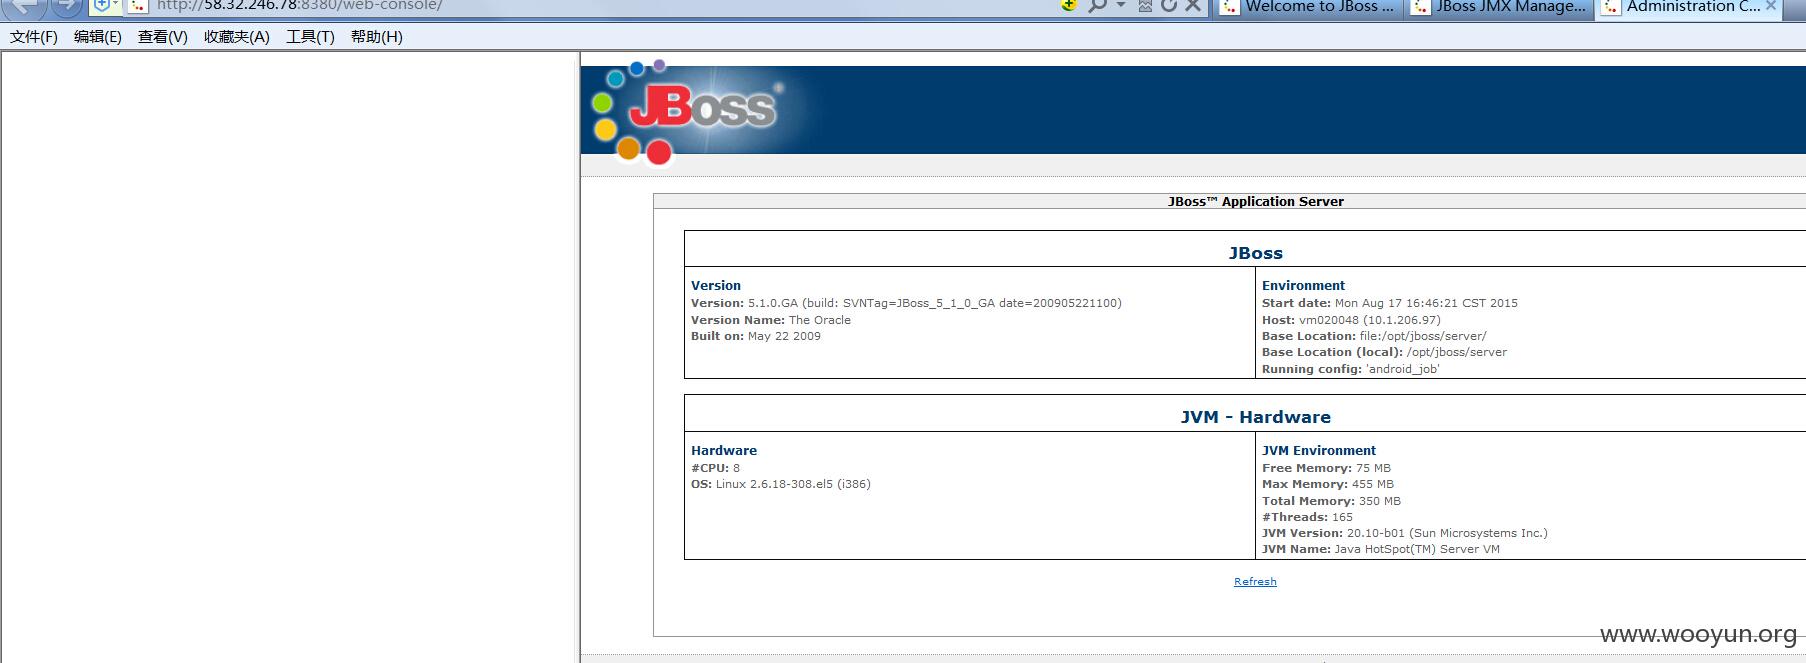 http://58.32.246.78:8380/web-console/
Welcome to JBoss ...
JBoss JMX Manage...
Administration C...
文件(F) 编辑(E) 查看(V) 收藏夹(A) 工具(T) 帮助(H)
JBoss
JBoss™ Application Server
JBoss
Version
Version: 5.1.0.GA (build: SVNTag=JBoss_5_1_0_GA date=200905221100)
Version Name: The Oracle
Built on: May 22 2009
Environment
Start date: Mon Aug 17 16:46:21 CST 2015
Host: vm020048 (10.1.206.97)
Base Location: file:/opt/jboss/server/
Base Location (local): /opt/jboss/server
Running config: 'android_job'
JVM - Hardware
Hardware
#CPU: 8
OS: Linux 2.6.18-308.el5 (i386)
JVM Environment
Free Memory: 75 MB
Max Memory: 455 MB
Total Memory: 350 MB
#Threads: 165
JVM Version: 20.10-b01 (Sun Microsystems Inc.)
JVM Name: Java HotSpot(TM) Server VM
Refresh
www.wooyun.org